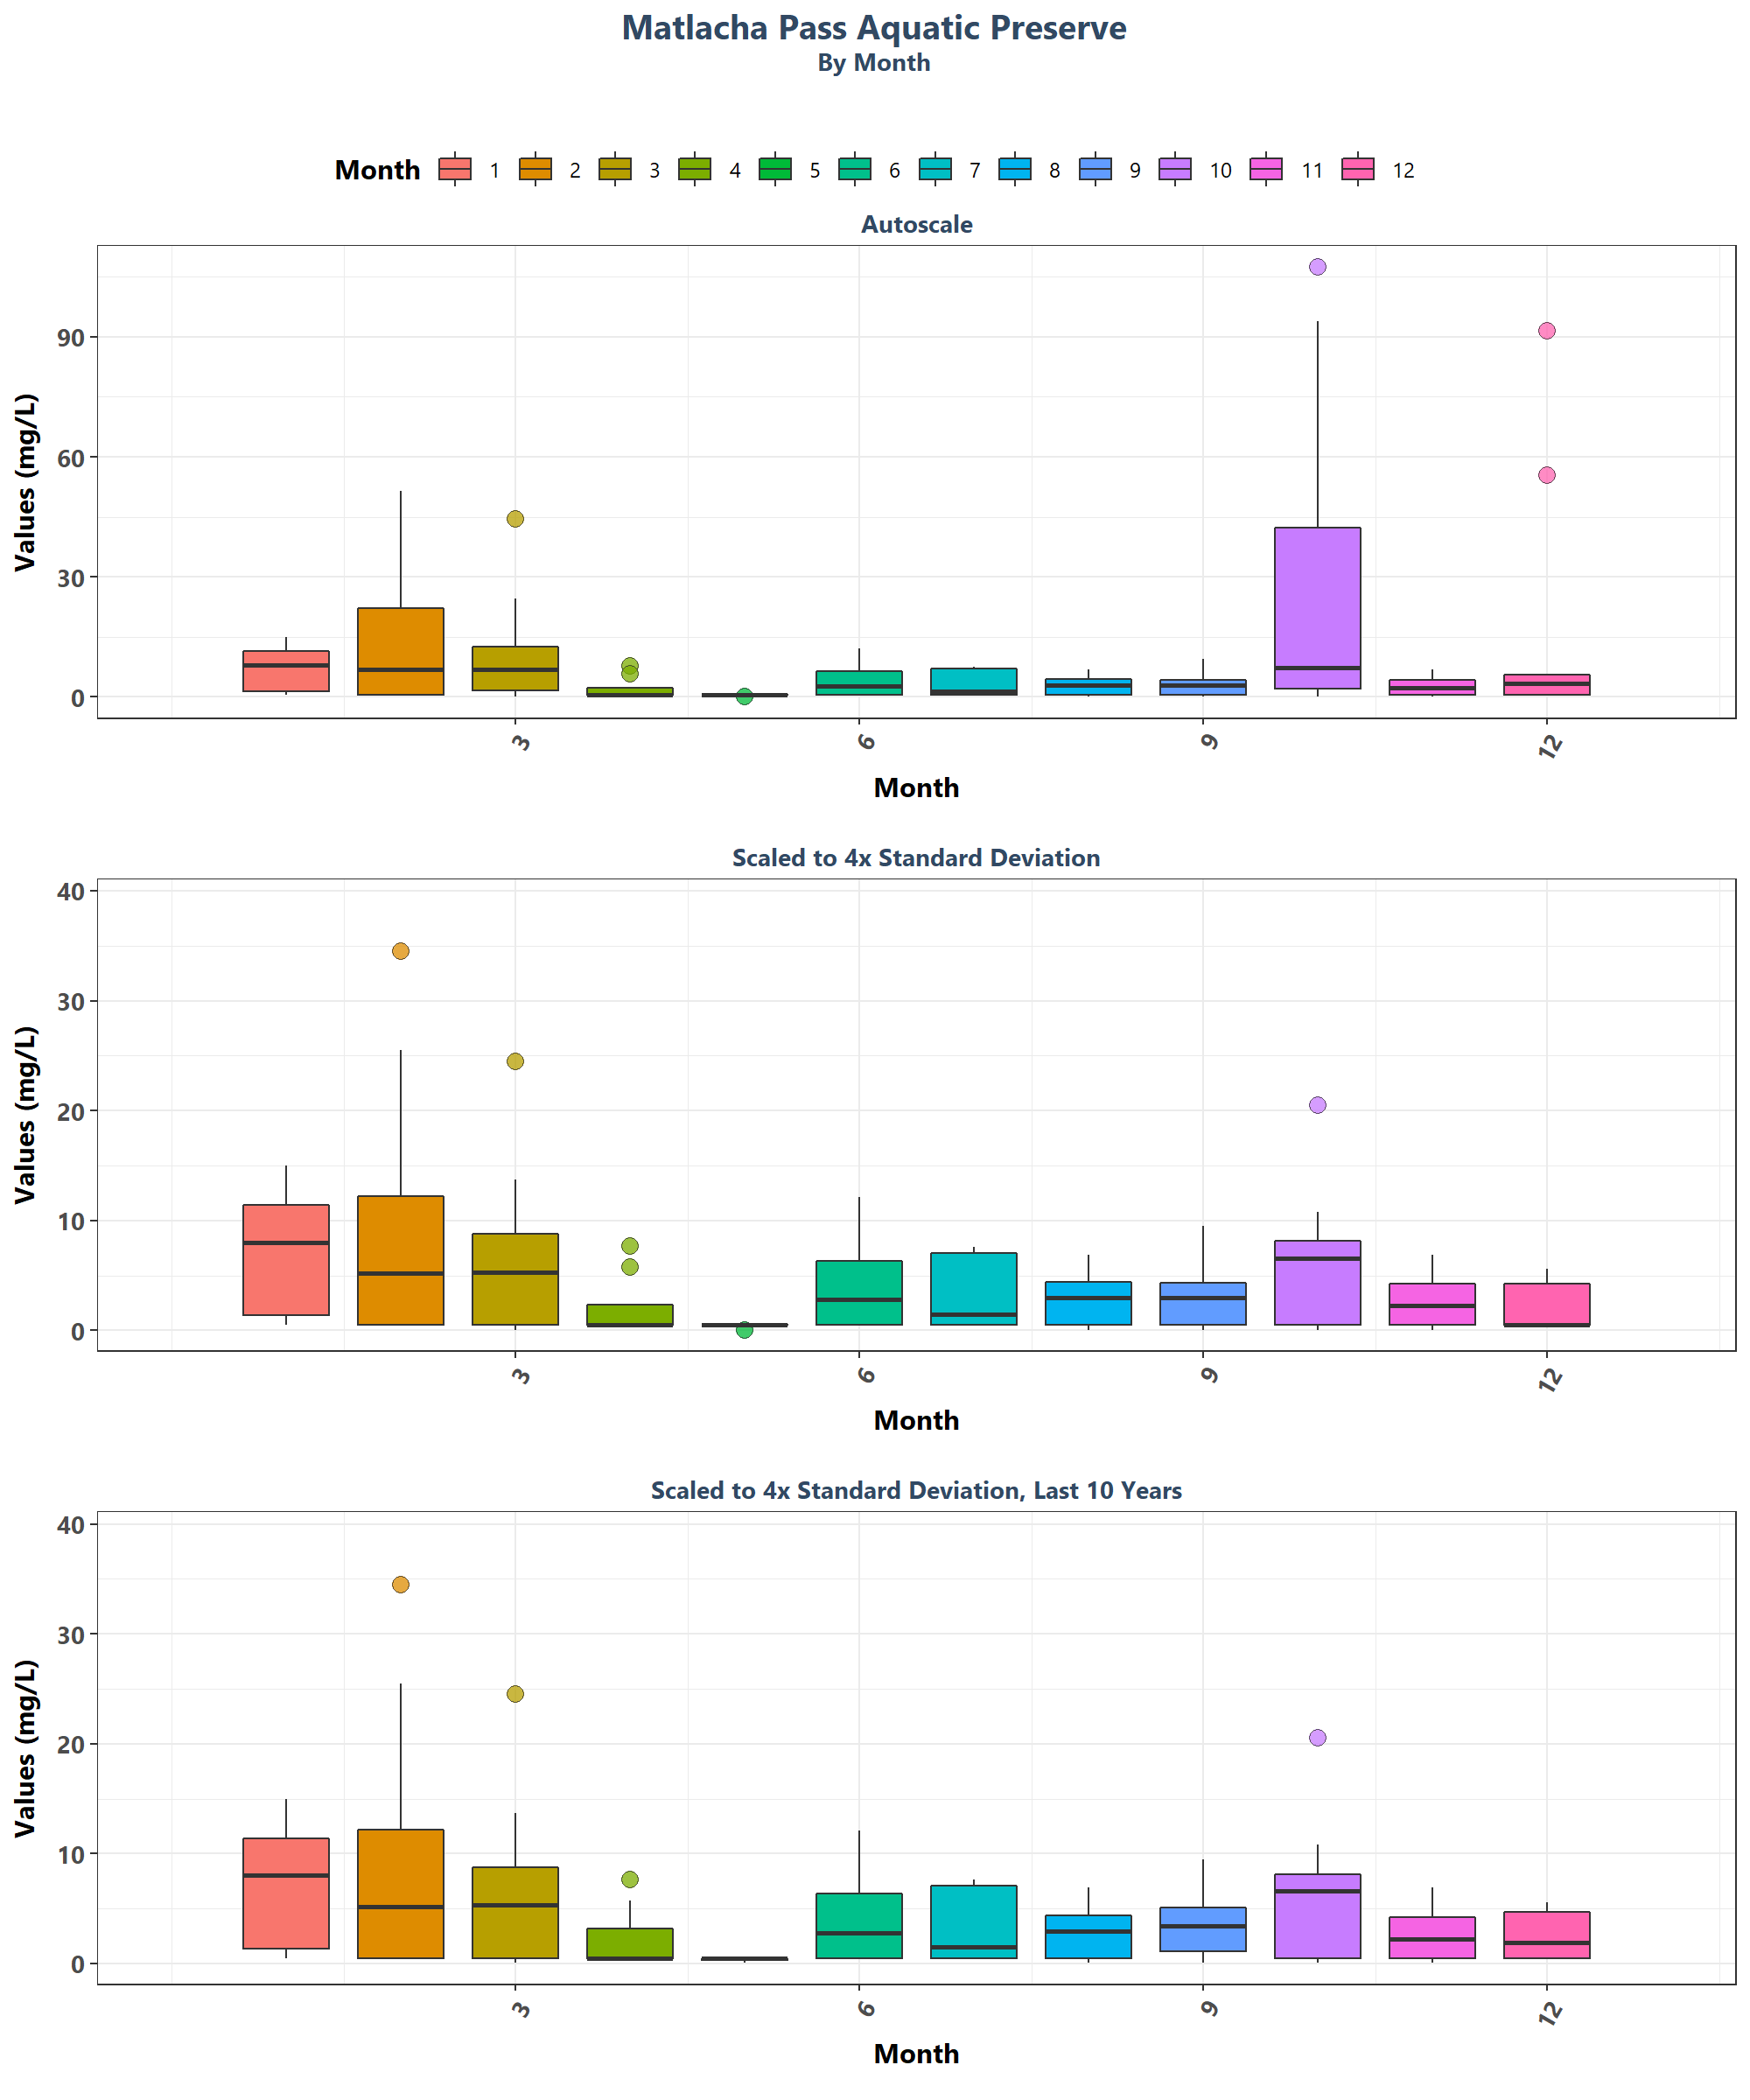 Matlacha Pass Aquatic Preserve
By Month
Month 1 2 3 4 5 6 7 8 9 10 11 12
Autoscale
Values (mg/L)
90
60
30
0
3 6 9 12
Month
Scaled to 4x Standard Deviation
Values (mg/L)
40
30
20
10
0
3 6 9 12
Month
Scaled to 4x Standard Deviation, Last 10 Years
Values (mg/L)
40
30
20
10
0
3 6 9 12
Month